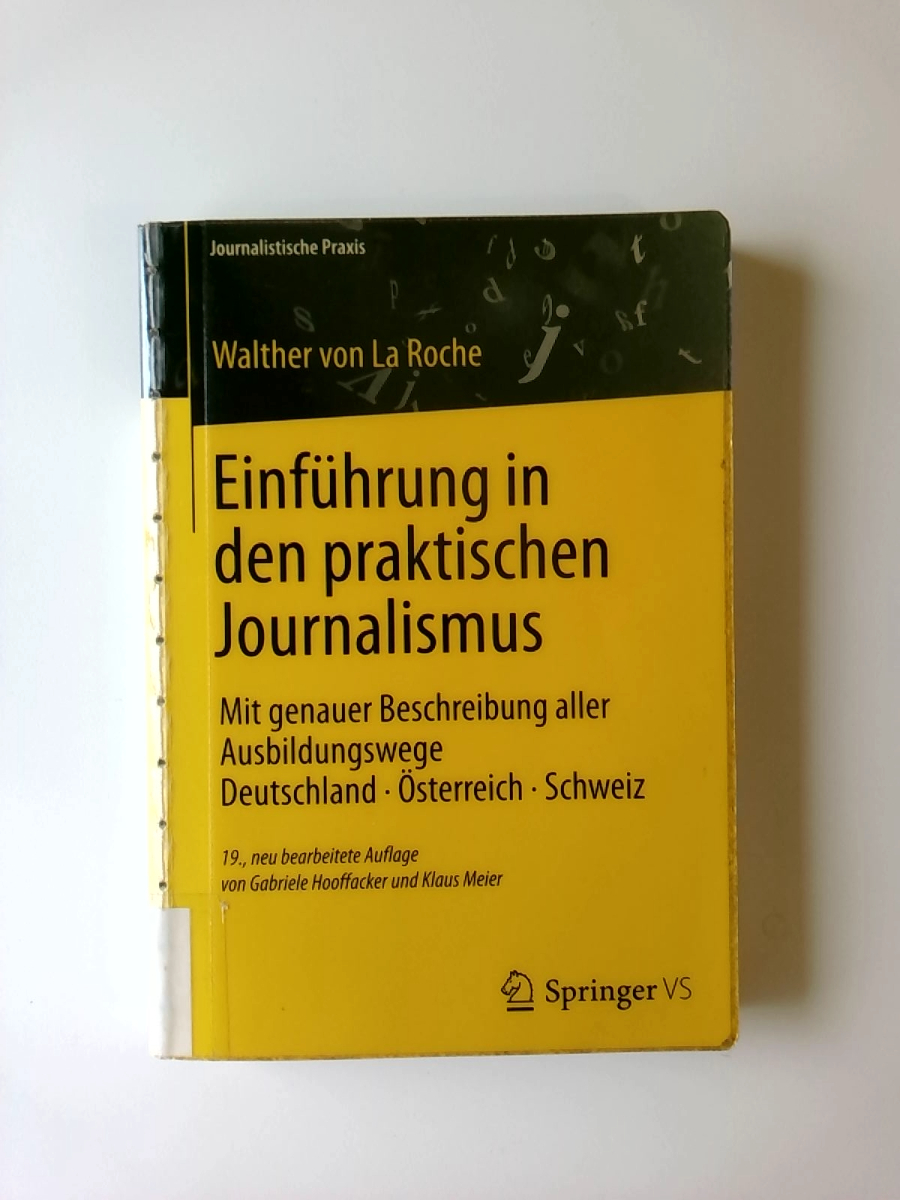 Journalistische Praxis
Walther von La Roche
Einführung in
den praktischen
Journalismus
Mit genauer Beschreibung aller
Ausbildungswege
Deutschland · Österreich · Schweiz
19., neu bearbeitete Auflage
von Gabriele Hooffacker und Klaus Meier
Springer VS